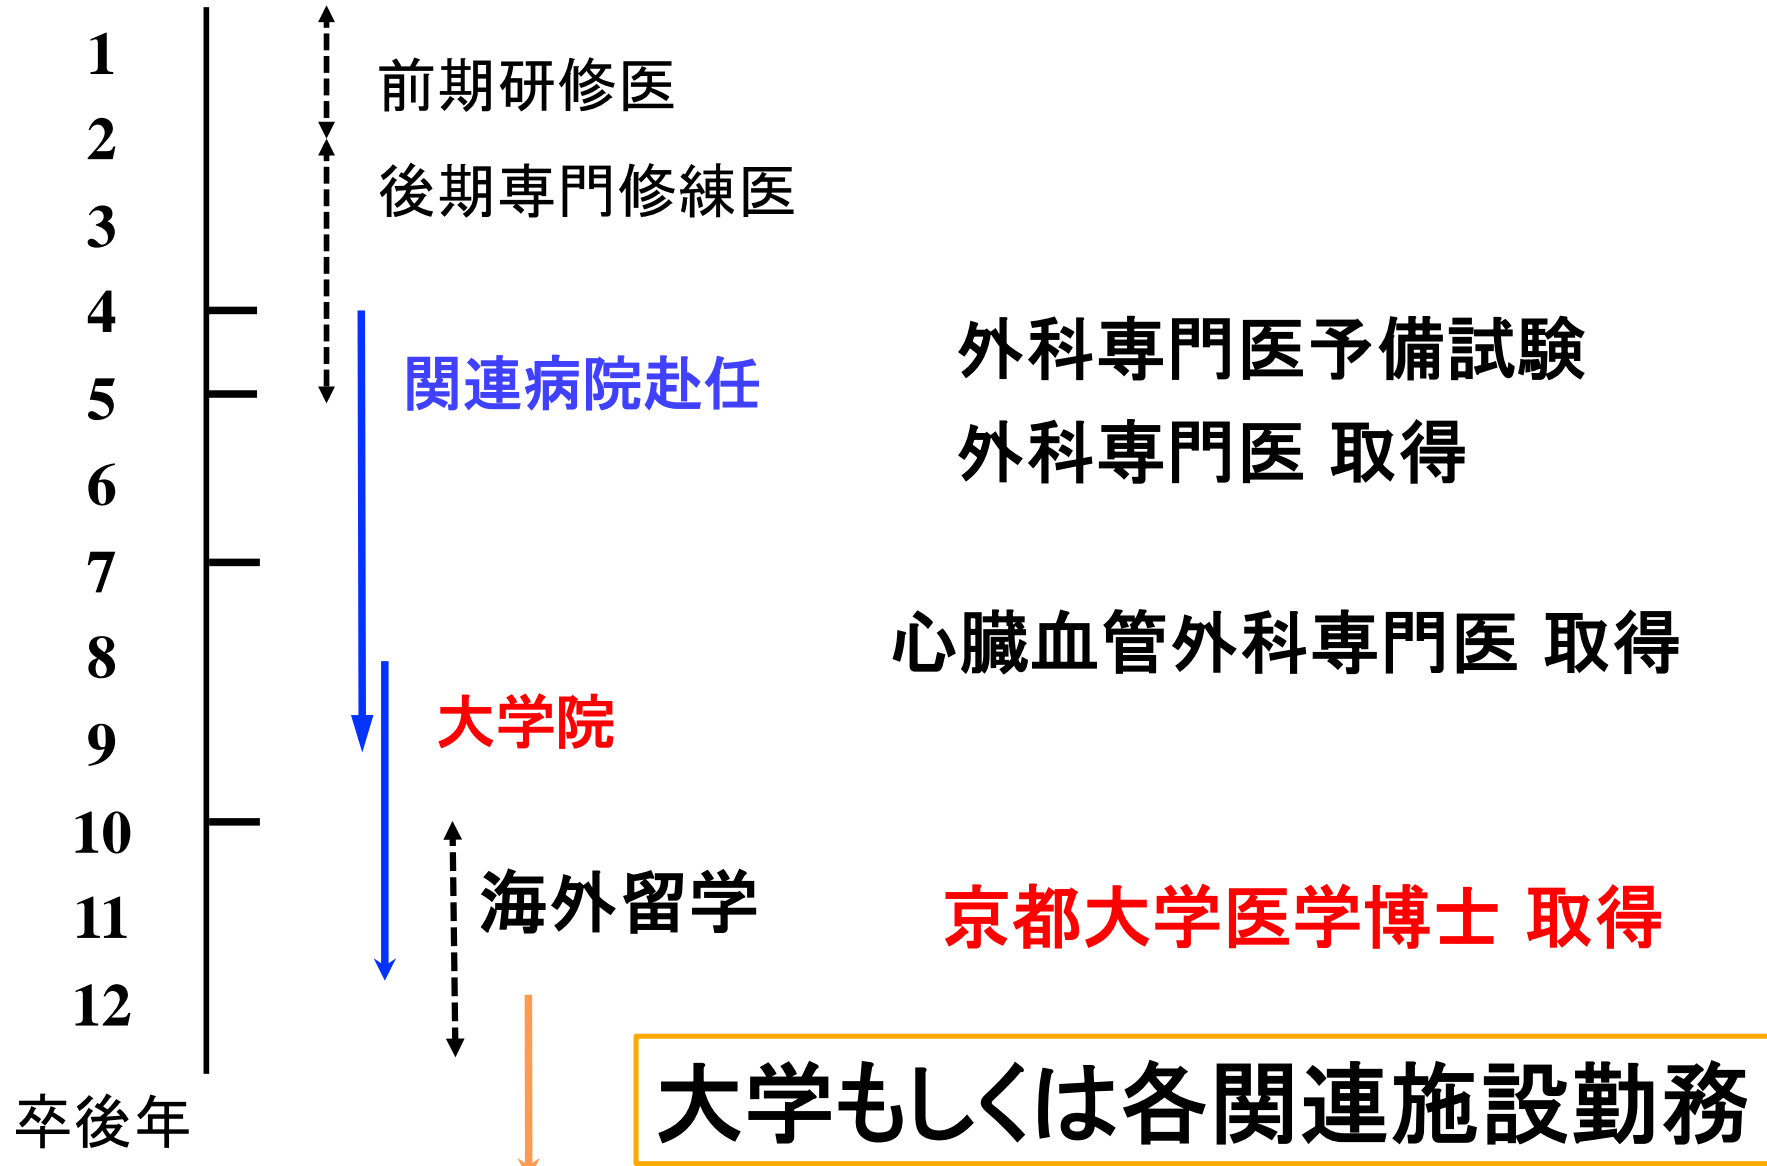 1
前期研修医
2
後期専門修練医
3
4
外科専門医予備試験
関連病院赴任
5
外科専門医 取得
6
7
心臓血管外科専門医 取得
8
大学院
9
10
海外留学
京都大学医学博士 取得
11
12
大学もしくは各関連施設勤務
卒後年